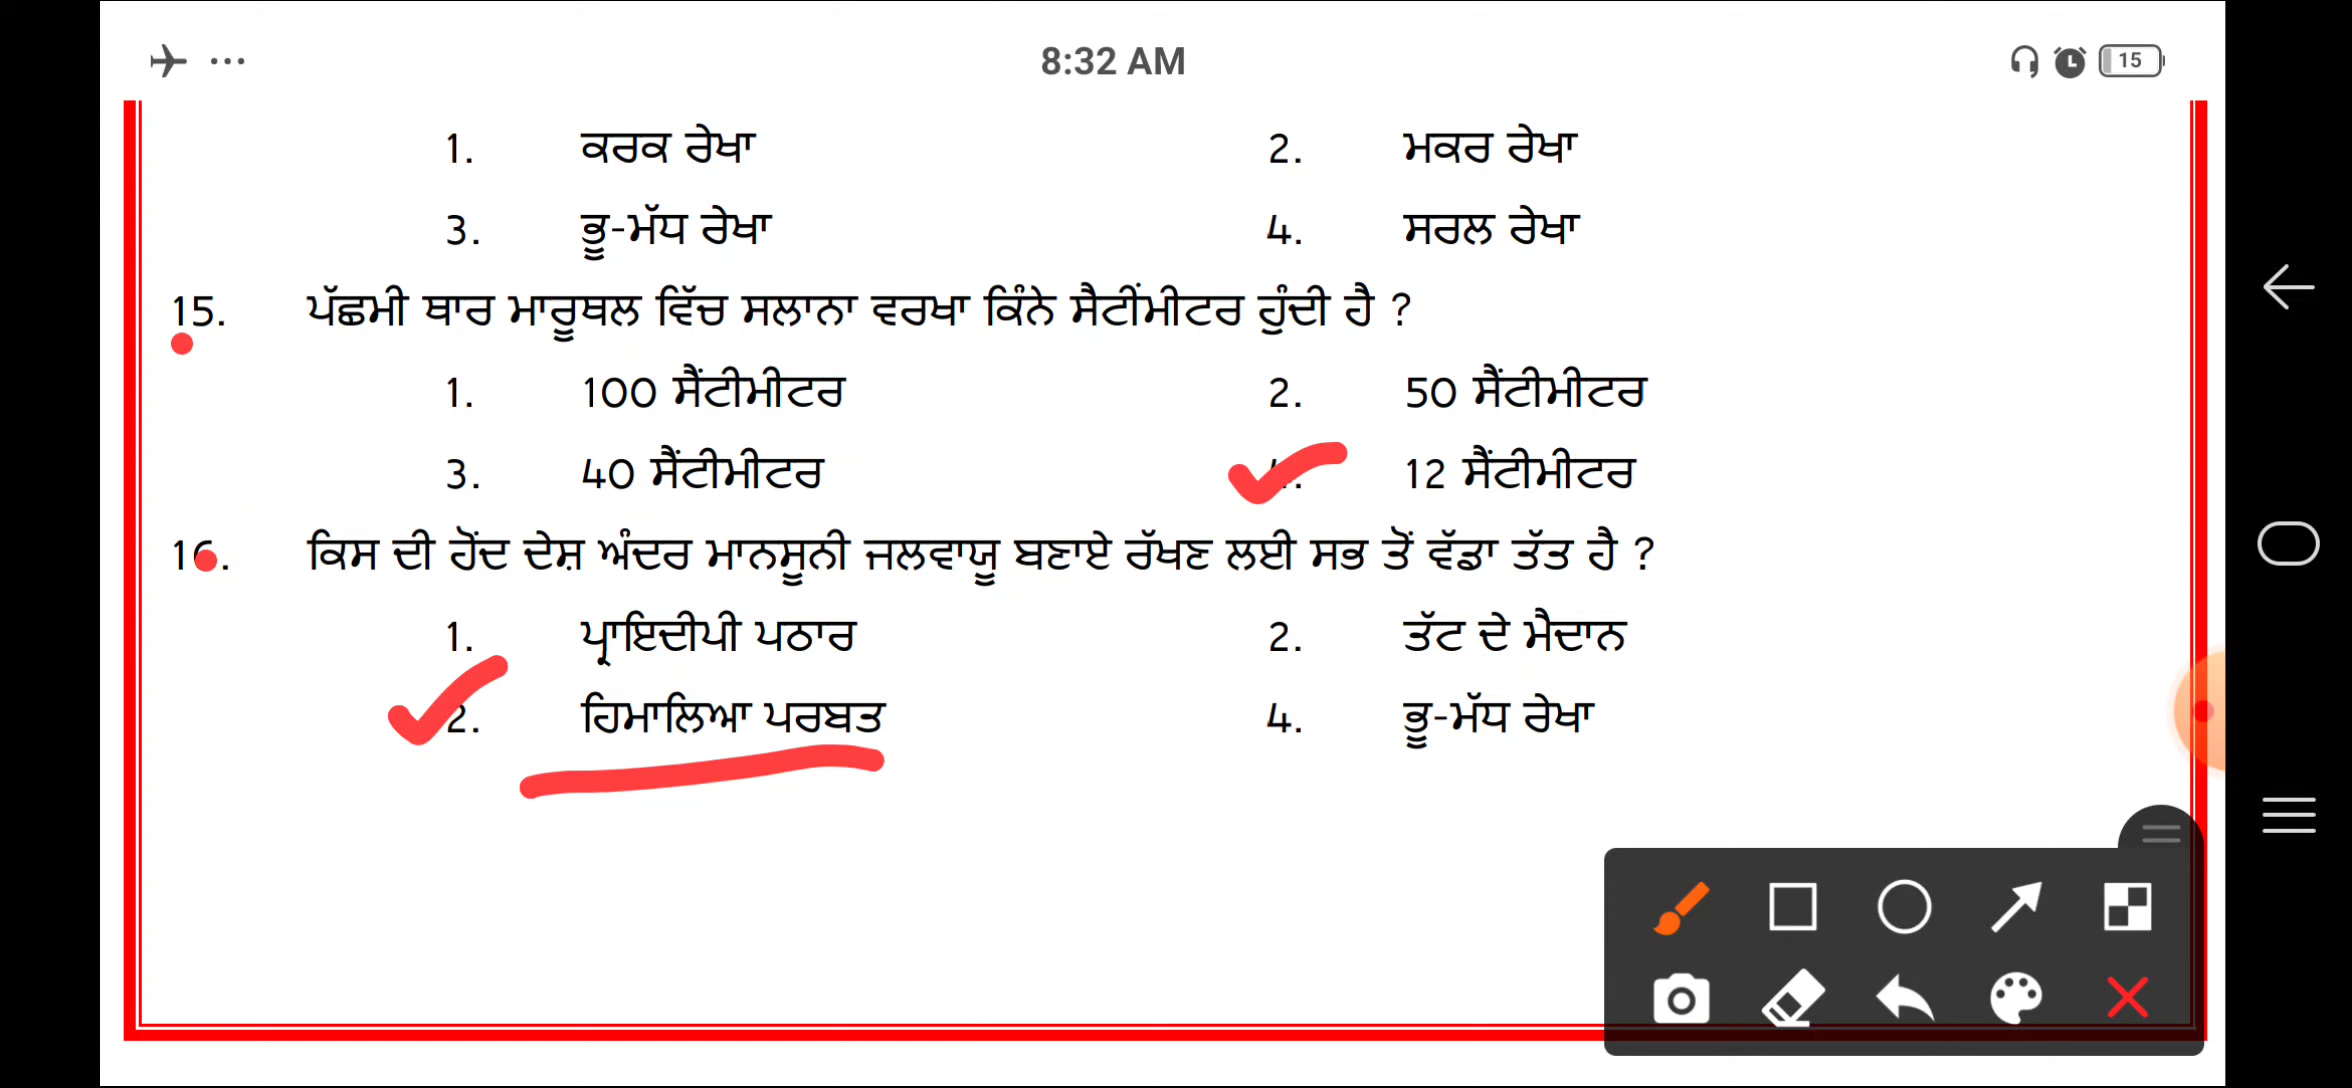 8:32 AM
15
1. ਕਰਕ ਰੇਖਾ 2. ਮਕਰ ਰੇਖਾ
3. ਭੂ-ਮੱਧ ਰੇਖਾ 4. ਸਰਲ ਰੇਖਾ
15. ਪੱਛਮੀ ਥਾਰ ਮਾਰੂਥਲ ਵਿੱਚ ਸਲਾਨਾ ਵਰਖਾ ਕਿੰਨੇ ਸੈਟੀਂਮੀਟਰ ਹੁੰਦੀ ਹੈ ?
1. 100 ਸੈਂਟੀਮੀਟਰ 2. 50 ਸੈਂਟੀਮੀਟਰ
3. 40 ਸੈਂਟੀਮੀਟਰ 4. 12 ਸੈਂਟੀਮੀਟਰ
16. ਕਿਸ ਦੀ ਹੋਂਦ ਦੇਸ਼ ਅੰਦਰ ਮਾਨਸੂਨੀ ਜਲਵਾਯੂ ਬਣਾਏ ਰੱਖਣ ਲਈ ਸਭ ਤੋਂ ਵੱਡਾ ਤੱਤ ਹੈ ?
1. ਪ੍ਰਾਇਦੀਪੀ ਪਠਾਰ 2. ਤੱਟ ਦੇ ਮੈਦਾਨ
2. ਹਿਮਾਲਿਆ ਪਰਬਤ 4. ਭੂ-ਮੱਧ ਰੇਖਾ